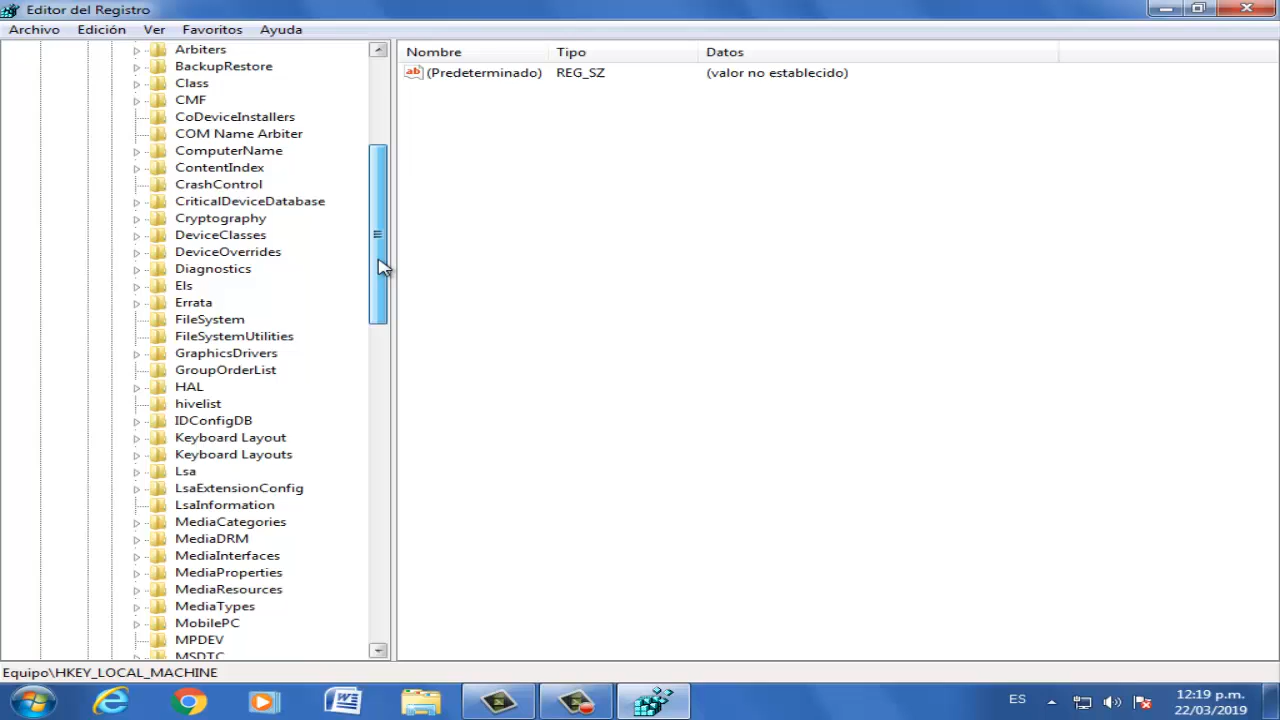 Editor del Registro
Archivo Edición Ver Favoritos Ayuda
Arbiters
BackupRestore
Class
CMF
CoDeviceInstallers
COM Name Arbiter
ComputerName
ContentIndex
CrashControl
CriticalDeviceDatabase
Cryptography
DeviceClasses
DeviceOverrides
Diagnostics
Els
Errata
FileSystem
FileSystemUtilities
GraphicsDrivers
GroupOrderList
HAL
hivelist
IDConfigDB
Keyboard Layout
Keyboard Layouts
Lsa
LsaExtensionConfig
LsaInformation
MediaCategories
MediaDRM
MediaInterfaces
MediaProperties
MediaResources
MediaTypes
MobilePC
MPDEV
MSDTC
Nombre Tipo Datos
ab (Predeterminado) REG_SZ (valor no establecido)
Equipo\HKEY_LOCAL_MACHINE
ES
12:19 p.m.
22/03/2019